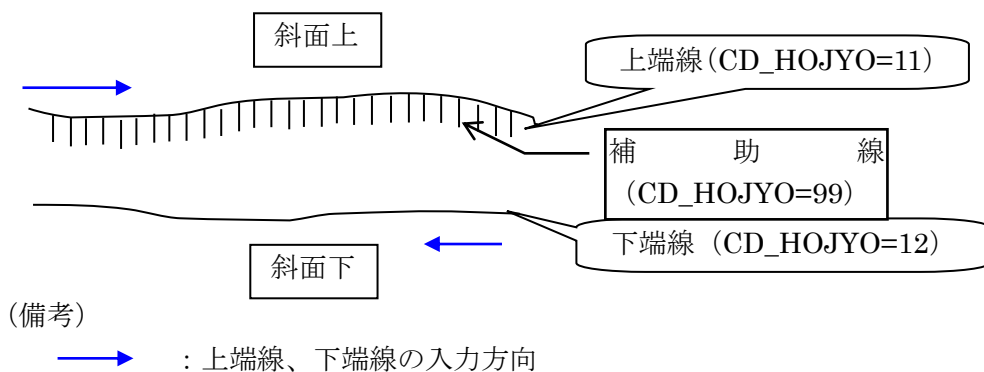 斜面上
上端線(CD_HOJYO=11)
補助線
(CD_HOJYO=99)
下端線(CD_HOJYO=12)
斜面下
(備考)
:上端線、下端線の入力方向